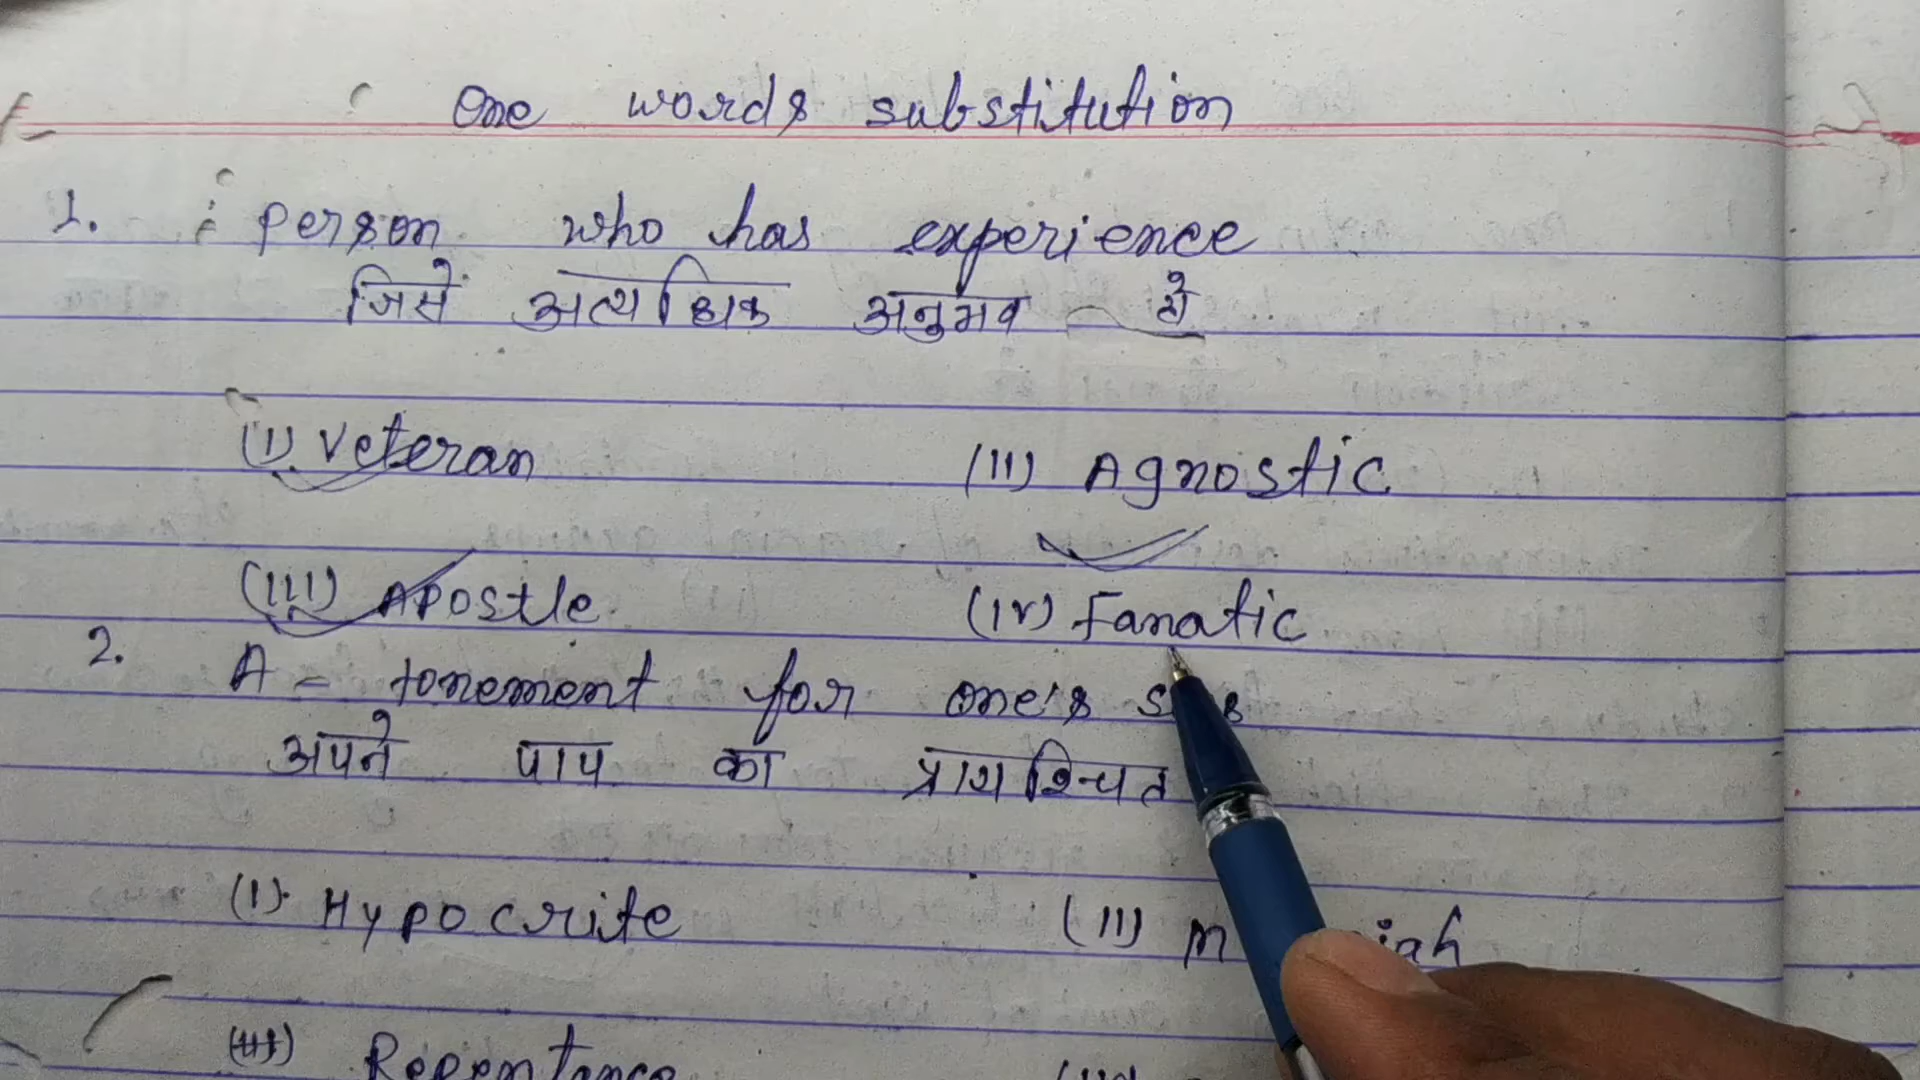 One words substitution
1. person who has experience
जिसे अत्यधिक अनुभव हो
(I) Veteran (II) Agnostic
(III) Apostle (IV) Fanatic
2. A - tonement for one's
अपने पाप का प्रायश्चित
(I) Hypocrite (II)
(III) Repentance